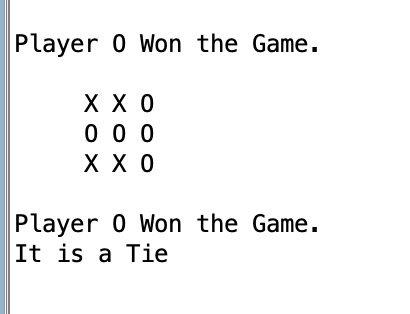 Player O Won the Game.
X X O
O O O
X X O
Player O Won the Game.
It is a Tie